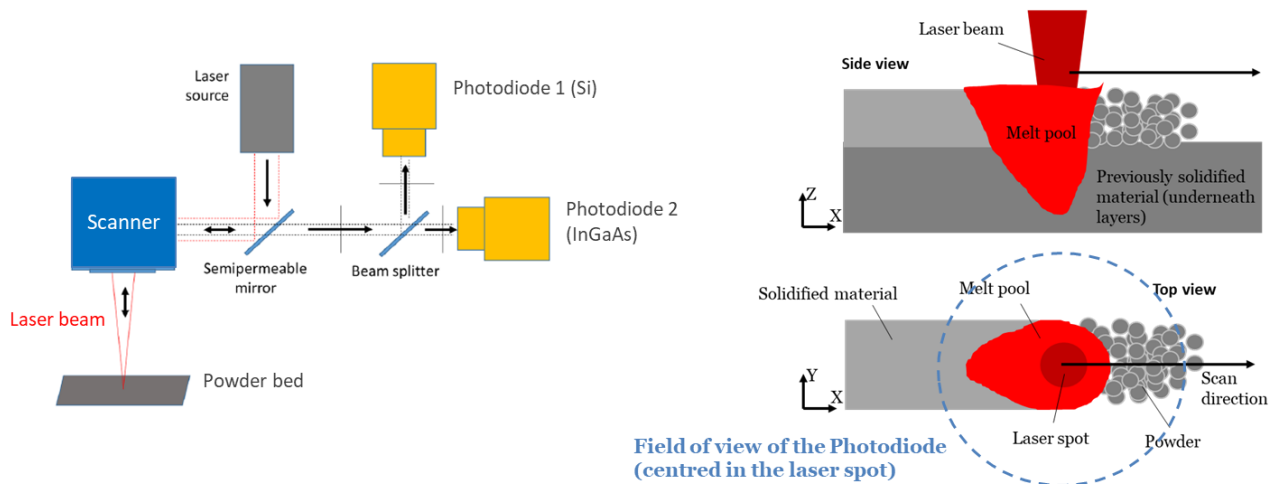 Laser
source
Photodiode 1 (Si)
Scanner
Photodiode 2
(InGaAs)
Semipermeable
mirror
Beam splitter
Laser beam
Powder bed
Laser beam
Side view
Melt pool
Previously solidified
material (underneath
layers)
Z
X
Top view
Solidified material
Melt pool
Y
X
Scan
direction
Laser spot
Powder
Field of view of the Photodiode
(centred in the laser spot)